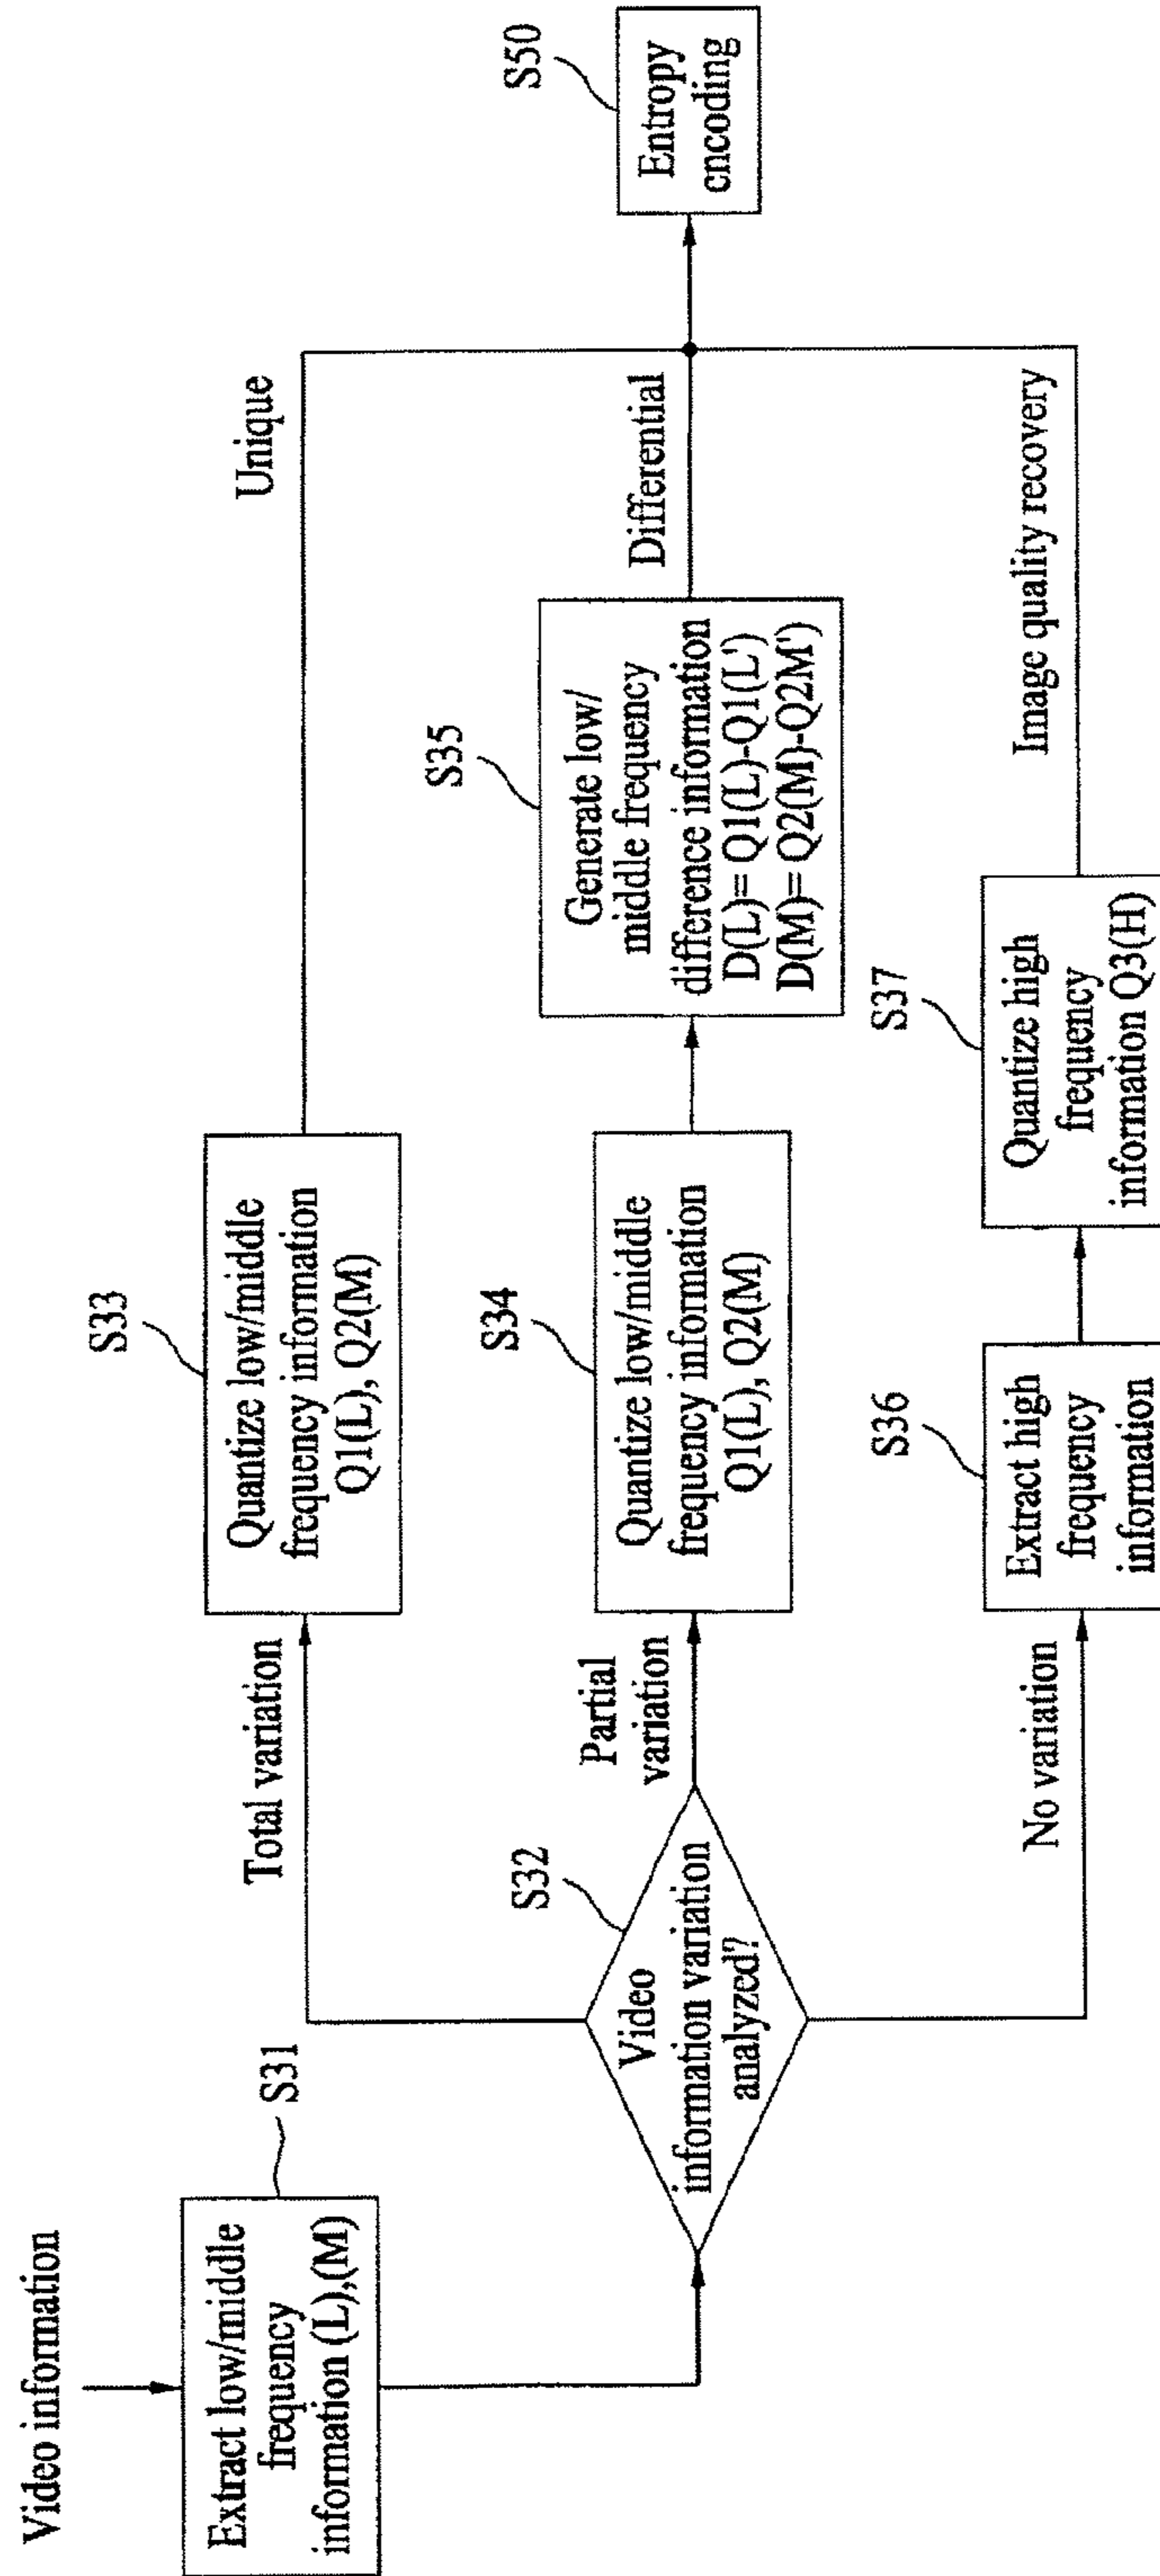 Video information
S31
Extract low/middle
frequency
information (L),(M)
S32
Video
information variation
analyzed?
Total variation
S33
Quantize low/middle
frequency information
Q1(L), Q2(M)
Unique
Partial
variation
S34
Quantize low/middle
frequency information
Q1(L), Q2(M)
S35
Generate low/
middle frequency
difference information
D(L)= Q1(L)-Q1(L')
D(M)= Q2(M)-Q2M')
Differential
No variation
S36
Extract high
frequency
information
S37
Quantize high
frequency
information Q3(H)
Image quality recovery
S50
Entropy
encoding